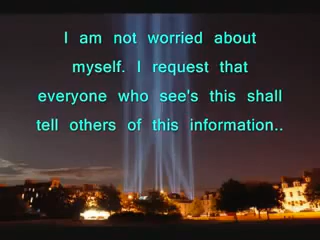 I am not worried about
myself. I request that
everyone who see's this shall
tell others of this information..